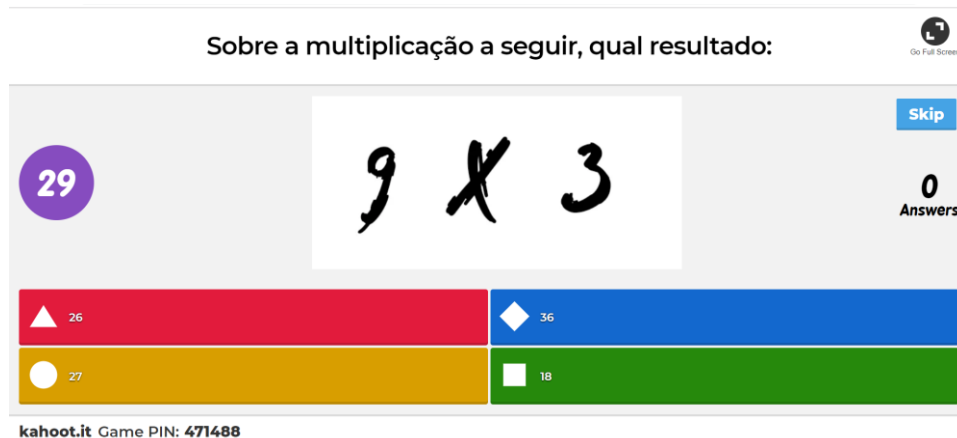 Sobre a multiplicação a seguir, qual resultado:
Go Full Screen
Skip
29
9 X 3
0
Answers
26
36
27
18
kahoot.it Game PIN: 471488